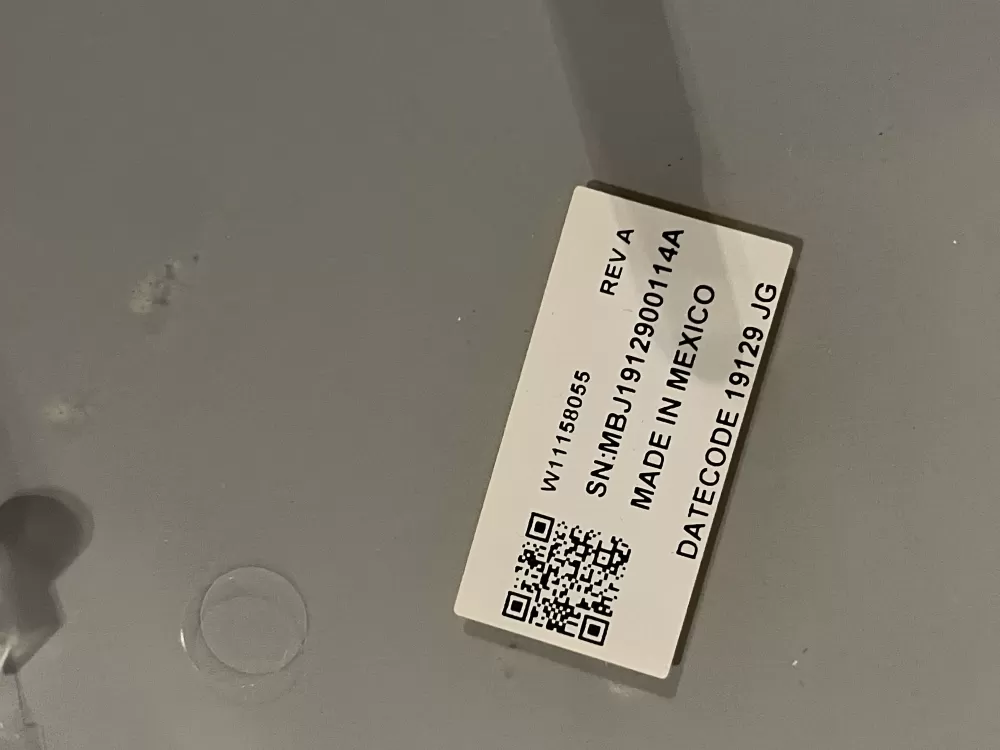 W11158055 REV A
SN:MBJ1912900114A
MADE IN MEXICO
DATECODE 19129 JG